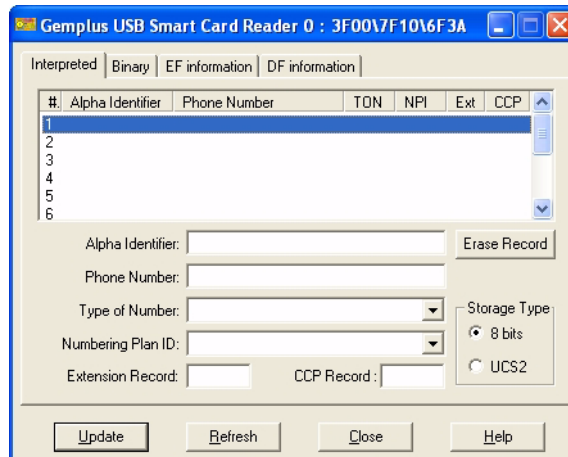 Gemplus USB Smart Card Reader 0 : 3F00\7F10\6F3A
Interpreted Binary EF information DF information
#. Alpha Identifier Phone Number TON NPI Ext CCP
1
2
3
4
5
6
Alpha Identifier: Erase Record
Phone Number:
Type of Number: Storage Type
Numbering Plan ID: 8 bits
Extension Record: CCP Record : UCS2
Update Refresh Close Help